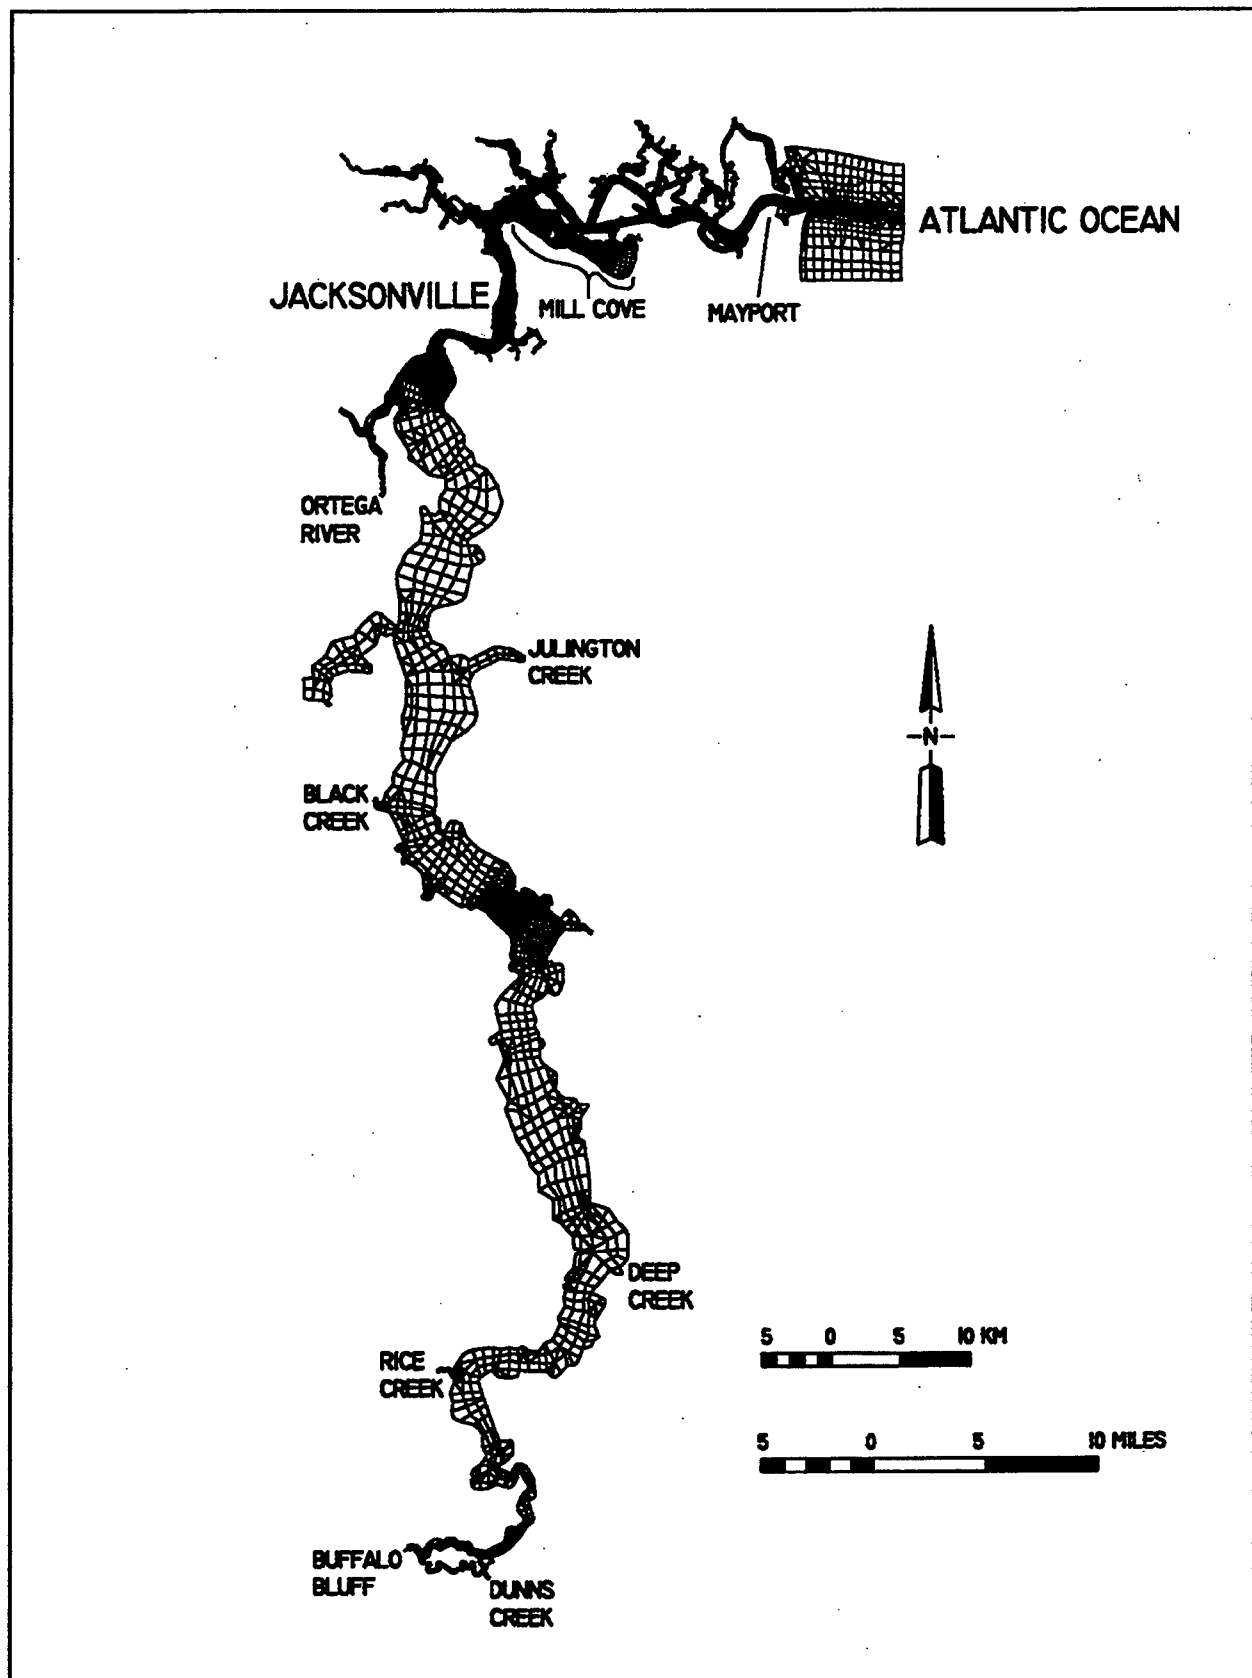 ATLANTIC OCEAN
JACKSONVILLE
MILL COVE
MAYPORT
ORTEGA
RIVER
JULINGTON
CREEK
-N-
BLACK
CREEK
DEEP
CREEK
5 0 5 10 KM
RICE
CREEK
5 0 5 10 MILES
BUFFALO
BLUFF
DUNNS
CREEK